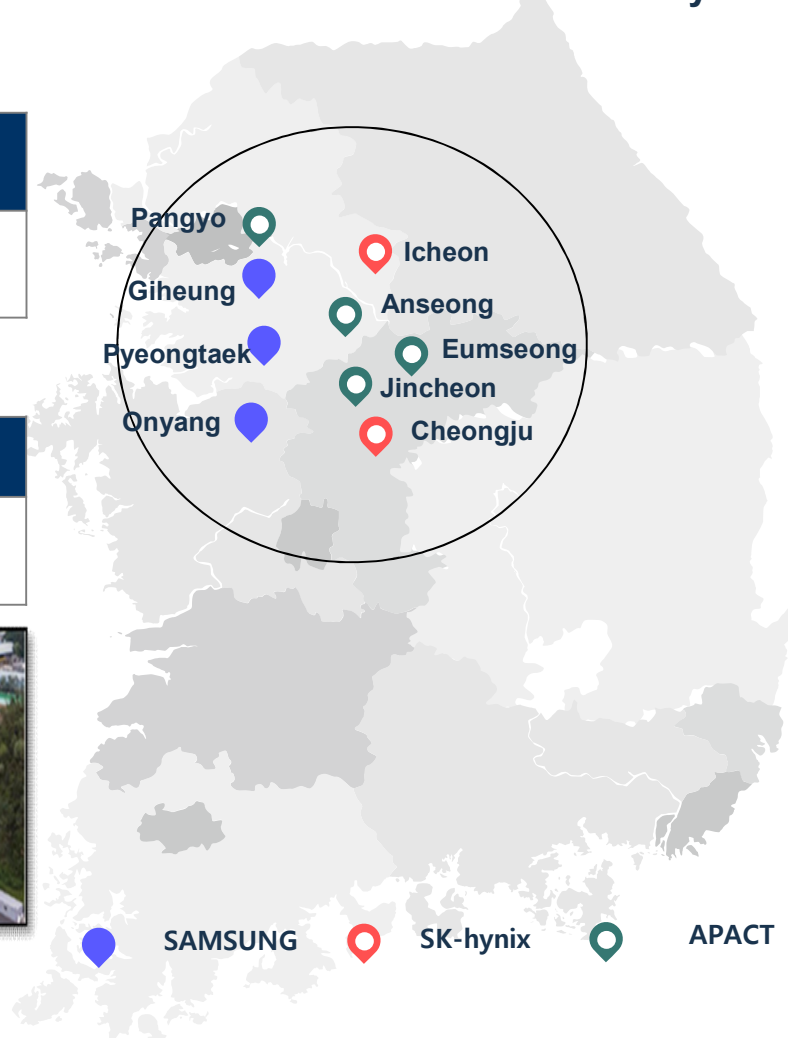 Pangyo
Icheon
Giheung
Anseong
Pyeongtaek
Eumseong
Jincheon
Onyang
Cheongju
SAMSUNG
SK-hynix
APACT